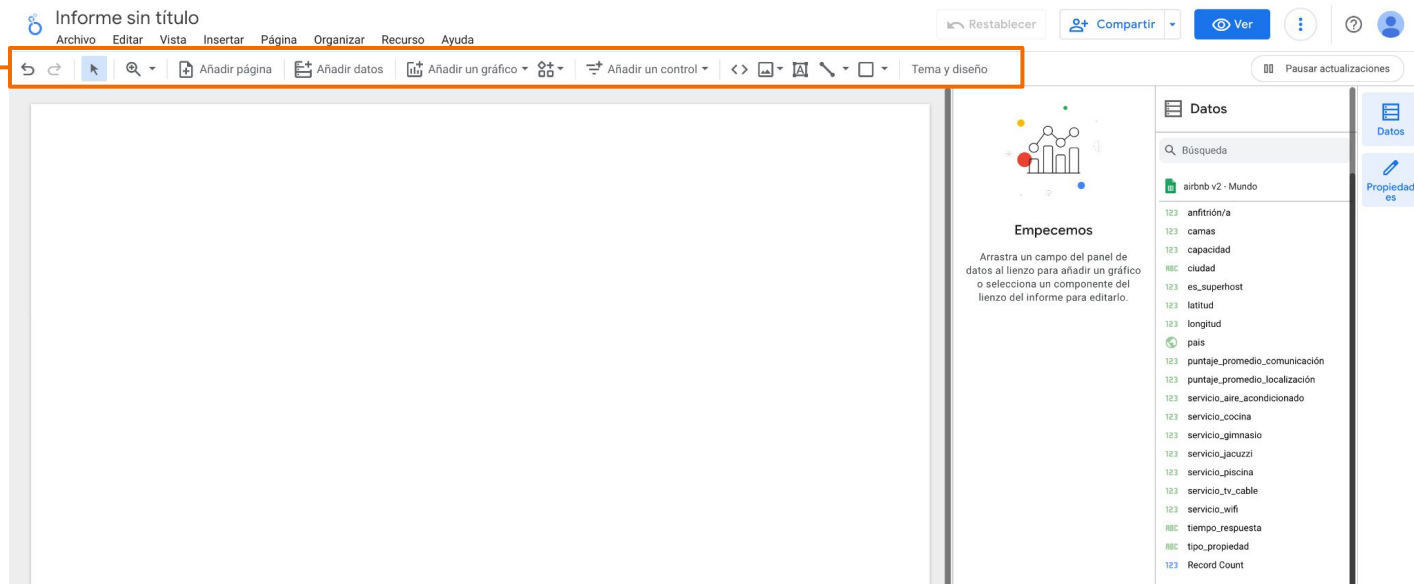 Informe sin título
Archivo Editar Vista Insertar Página Organizar Recurso Ayuda
Restablecer
Compartir
Ver
Añadir página
Añadir datos
Añadir un gráfico
Añadir un control
Tema y diseño
Pausar actualizaciones
Empecemos
Arrastra un campo del panel de
datos al lienzo para añadir un gráfico
o selecciona un componente del
lienzo del informe para editarlo.
Datos
Búsqueda
airbnb v2 - Mundo
123 anfitrión/a
123 camas
123 capacidad
ABC ciudad
123 es_superhost
123 latitud
123 longitud
pais
123 puntaje_promedio_comunicación
123 puntaje_promedio_localización
123 servicio_aire_acondicionado
123 servicio_cocina
123 servicio_gimnasio
123 servicio_jacuzzi
123 servicio_piscina
123 servicio_tv_cable
123 servicio_wifi
ABC tiempo_respuesta
ABC tipo_propiedad
123 Record Count
Datos
Propiedad
es